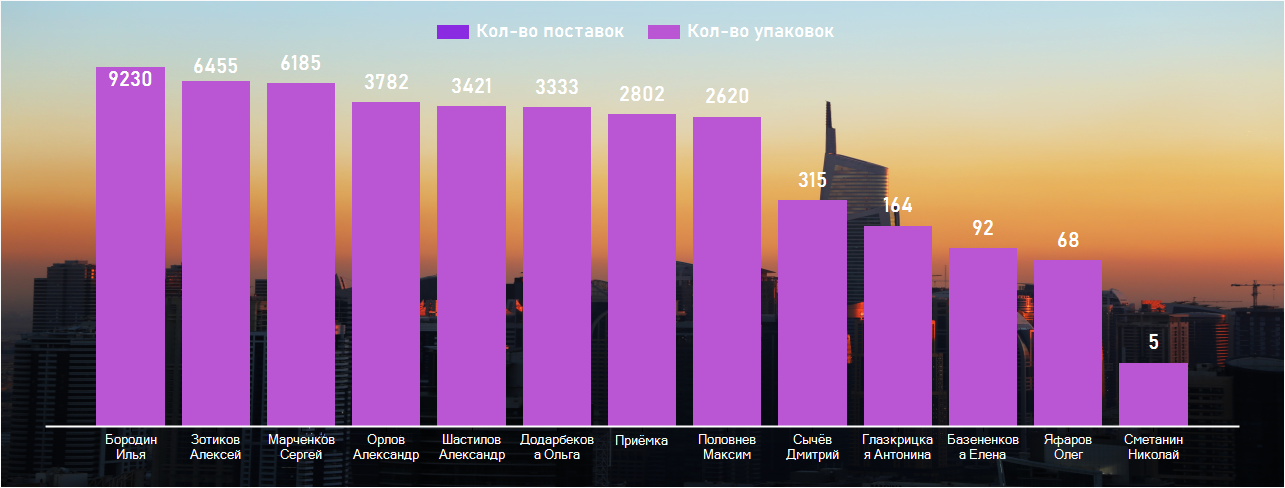 Кол-во поставок Кол-во упаковок
9230 6455 6185 3782 3421 3333 2802 2620 315 164 92 68 5
Бородин
Илья
Зотиков
Алексей
Марченков
Сергей
Орлов
Александр
Шастилов
Александр
Додарбеков
а Ольга
Приёмка
Половнев
Максим
Сычёв
Дмитрий
Глазкрицка
я Антонина
Базененков
а Елена
Яфаров
Олег
Сметанин
Николай